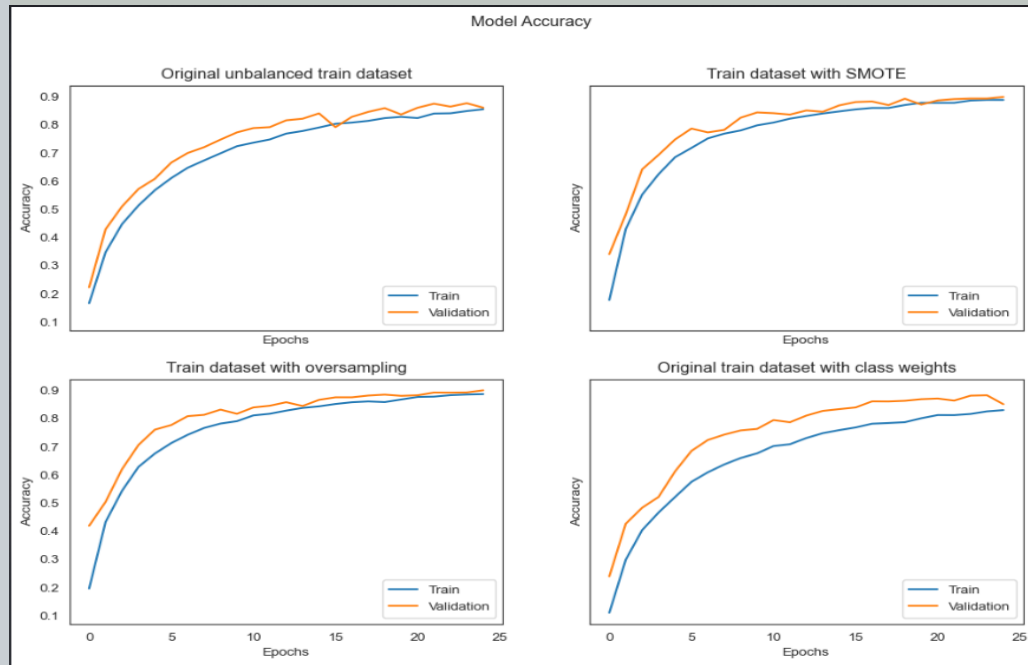 Model Accuracy
Original unbalanced train dataset
0.9
0.8
0.7
0.6
0.5
0.4
0.3
0.2
0.1
Accuracy
Train
Validation
Epochs
Train dataset with SMOTE
Accuracy
Train
Validation
Epochs
Train dataset with oversampling
0.9
0.8
0.7
0.6
0.5
0.4
0.3
0.2
0.1
Accuracy
Train
Validation
0 5 10 15 20 25
Epochs
Original train dataset with class weights
Accuracy
Train
Validation
0 5 10 15 20 25
Epochs